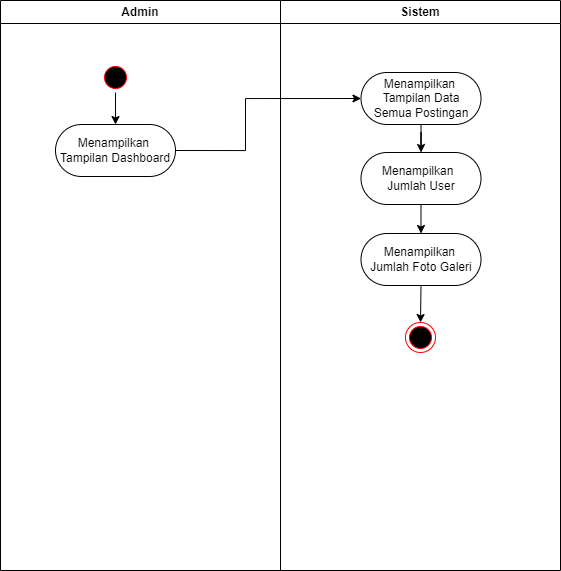 Admin
Sistem
Menampilkan
Tampilan Dashboard
Menampilkan
Tampilan Data
Semua Postingan
Menampilkan
Jumlah User
Menampilkan
Jumlah Foto Galeri